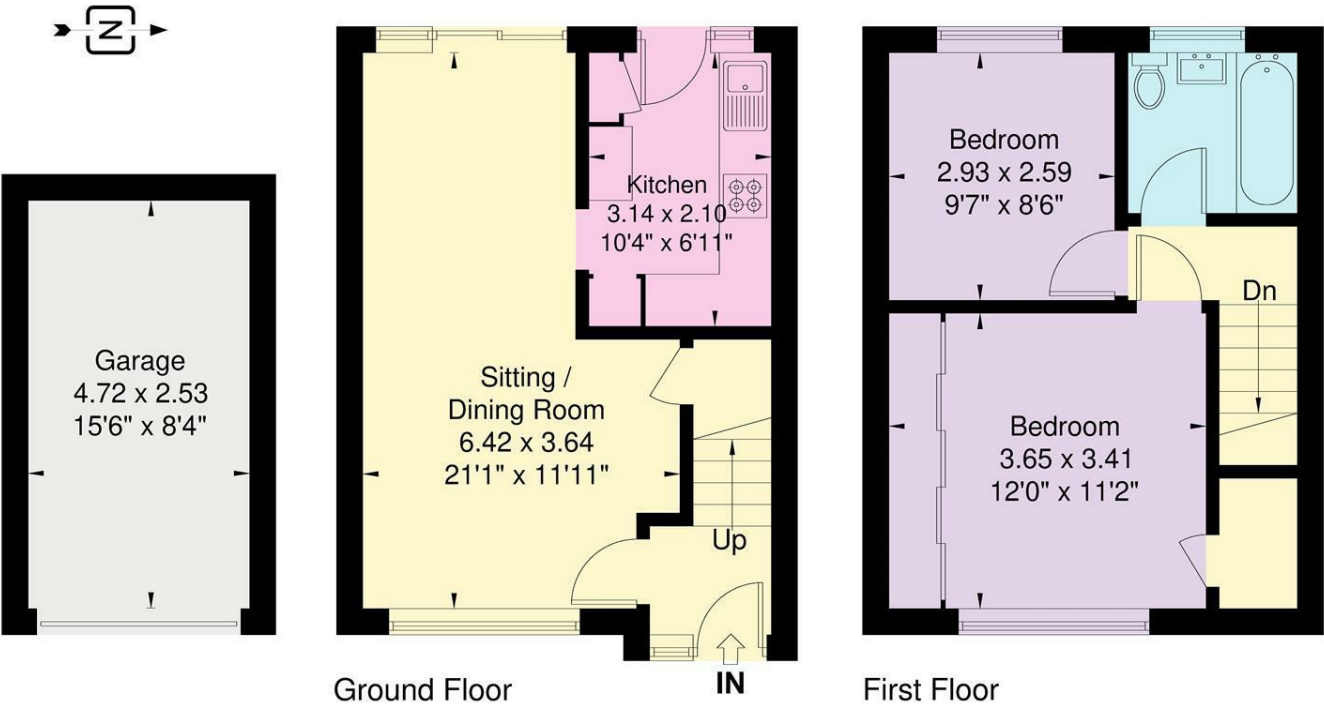 N
Garage
4.72 x 2.53
15'6" x 8'4"
Sitting /
Dining Room
6.42 x 3.64
21'1" x 11'11"
Kitchen
3.14 x 2.10
10'4" x 6'11"
Up
IN
Ground Floor
Bedroom
2.93 x 2.59
9'7" x 8'6"
Dn
Bedroom
3.65 x 3.41
12'0" x 11'2"
First Floor